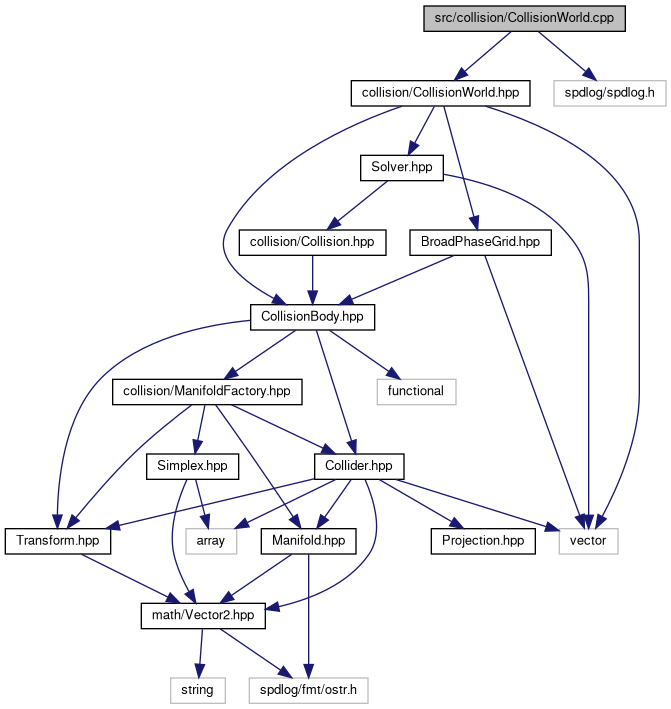 src/collision/CollisionWorld.cpp
collision/CollisionWorld.hpp
spdlog/spdlog.h
Solver.hpp
collision/Collision.hpp
BroadPhaseGrid.hpp
CollisionBody.hpp
collision/ManifoldFactory.hpp
functional
Simplex.hpp
Collider.hpp
Transform.hpp
array
Manifold.hpp
Projection.hpp
vector
math/Vector2.hpp
string
spdlog/fmt/ostr.h